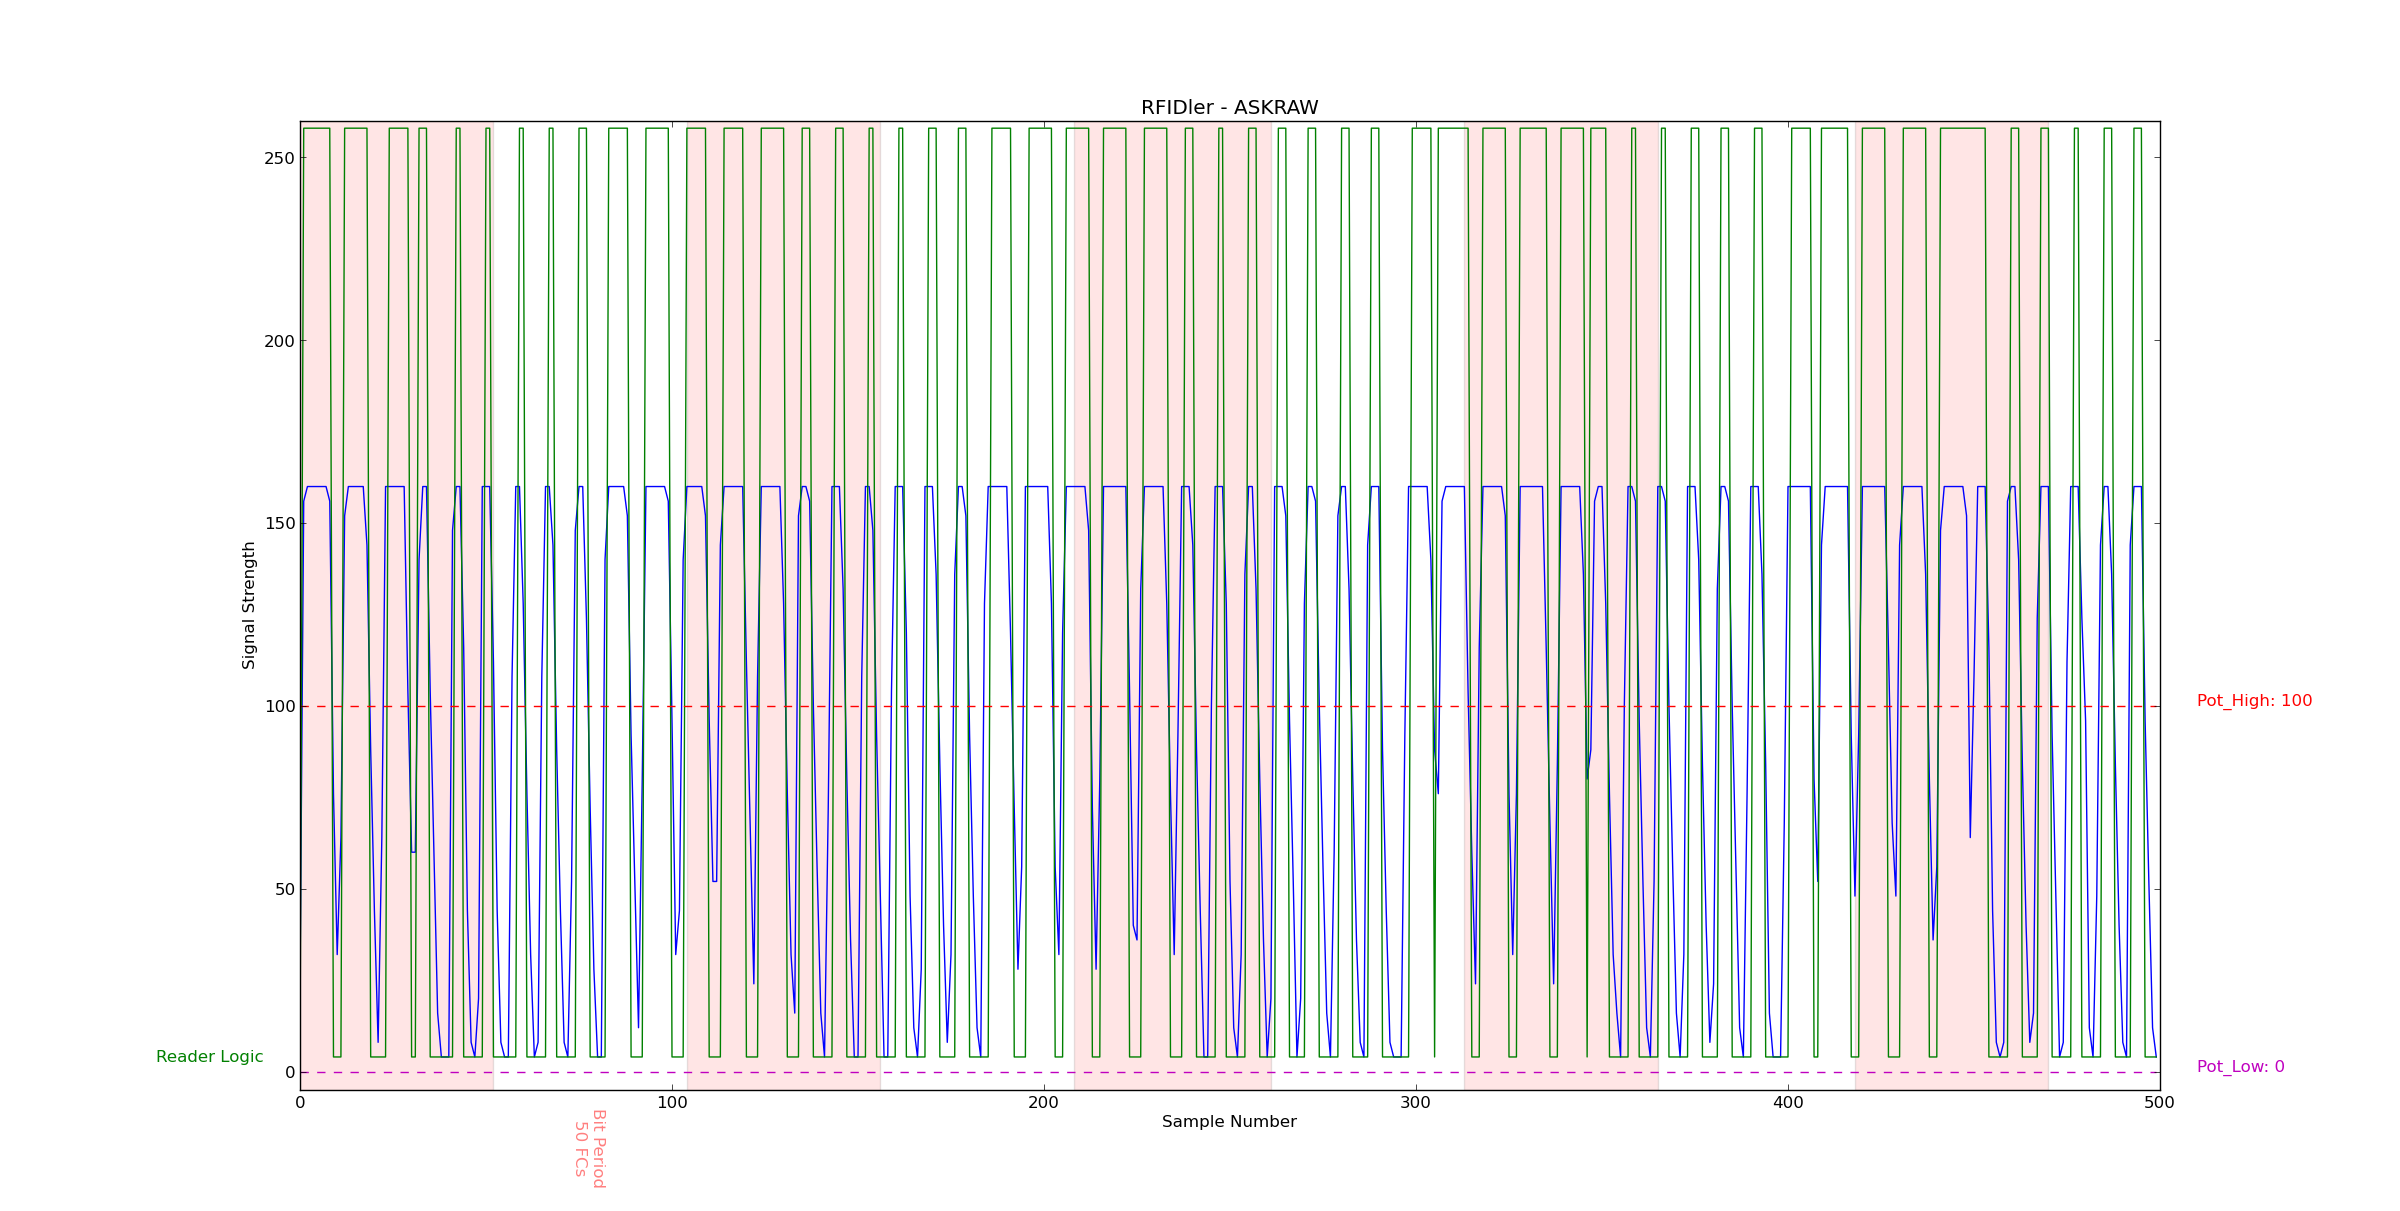 RFIDler - ASKRAW
250
200
150
100
50
0
Signal Strength
Reader Logic
Pot_High: 100
Pot_Low: 0
0 100 200 300 400 500
Sample Number
Bit Period
50 FCs